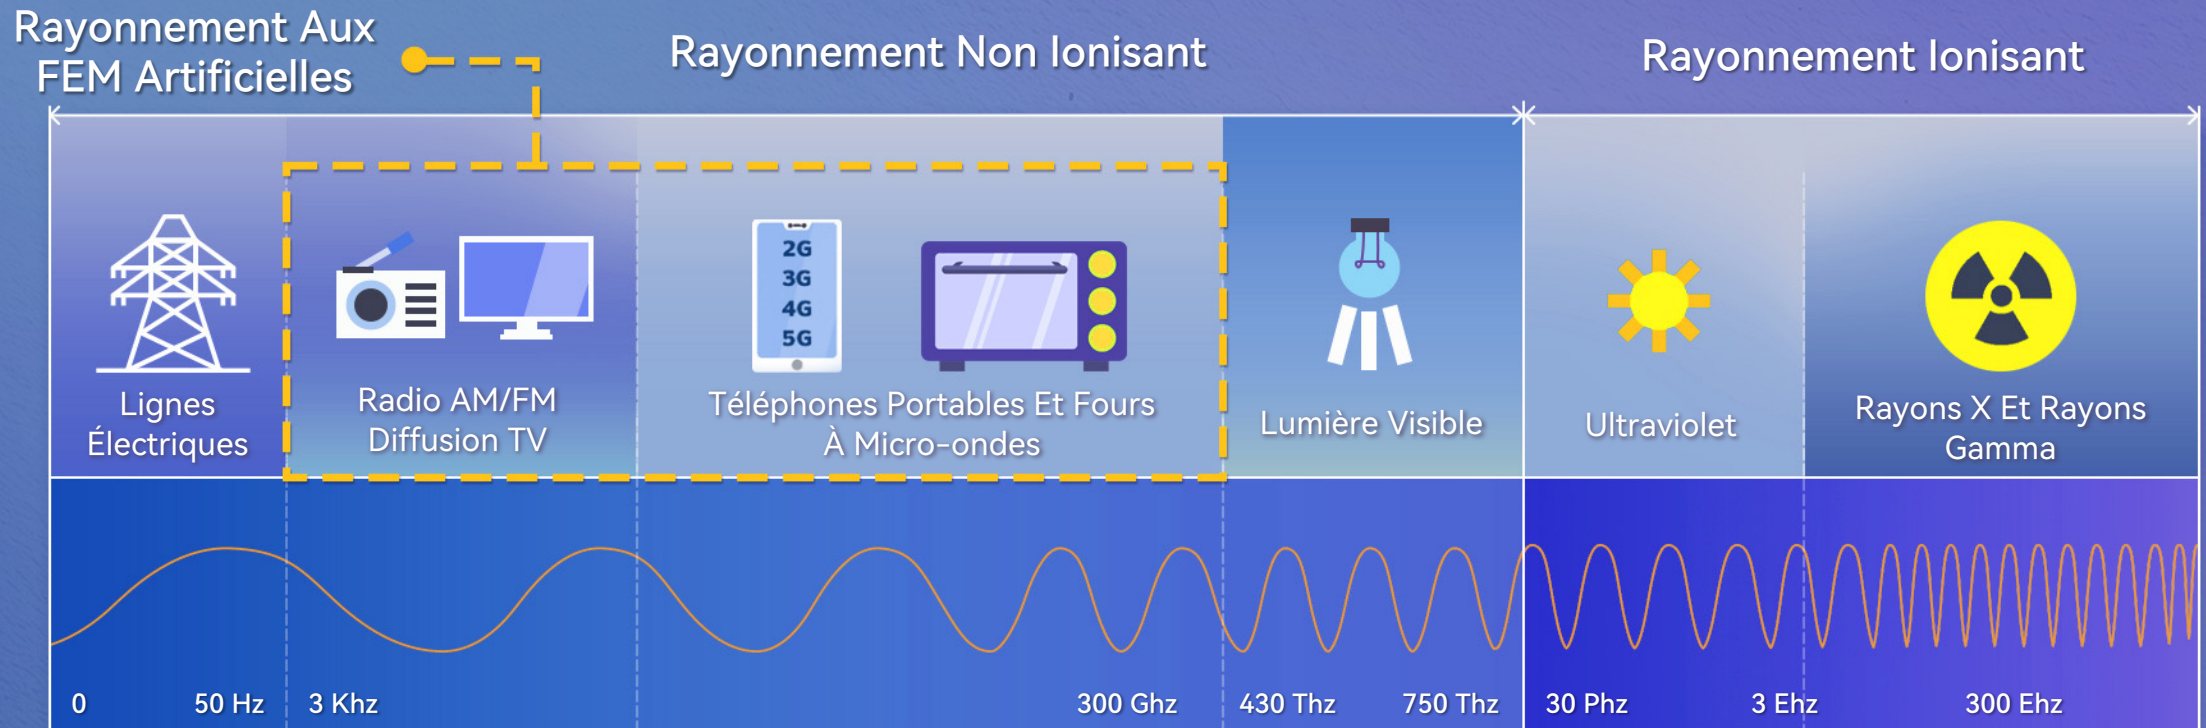 Rayonnement Aux
FEM Artificielles
Rayonnement Non Ionisant
Rayonnement Ionisant
2G
3G
4G
5G
Lignes
Électriques
Radio AM/FM
Diffusion TV
Téléphones Portables Et Fours
À Micro-ondes
Lumière Visible
Ultraviolet
Rayons X Et Rayons
Gamma
0
50 Hz
3 Khz
300 Ghz
430 Thz
750 Thz
30 Phz
3 Ehz
300 Ehz